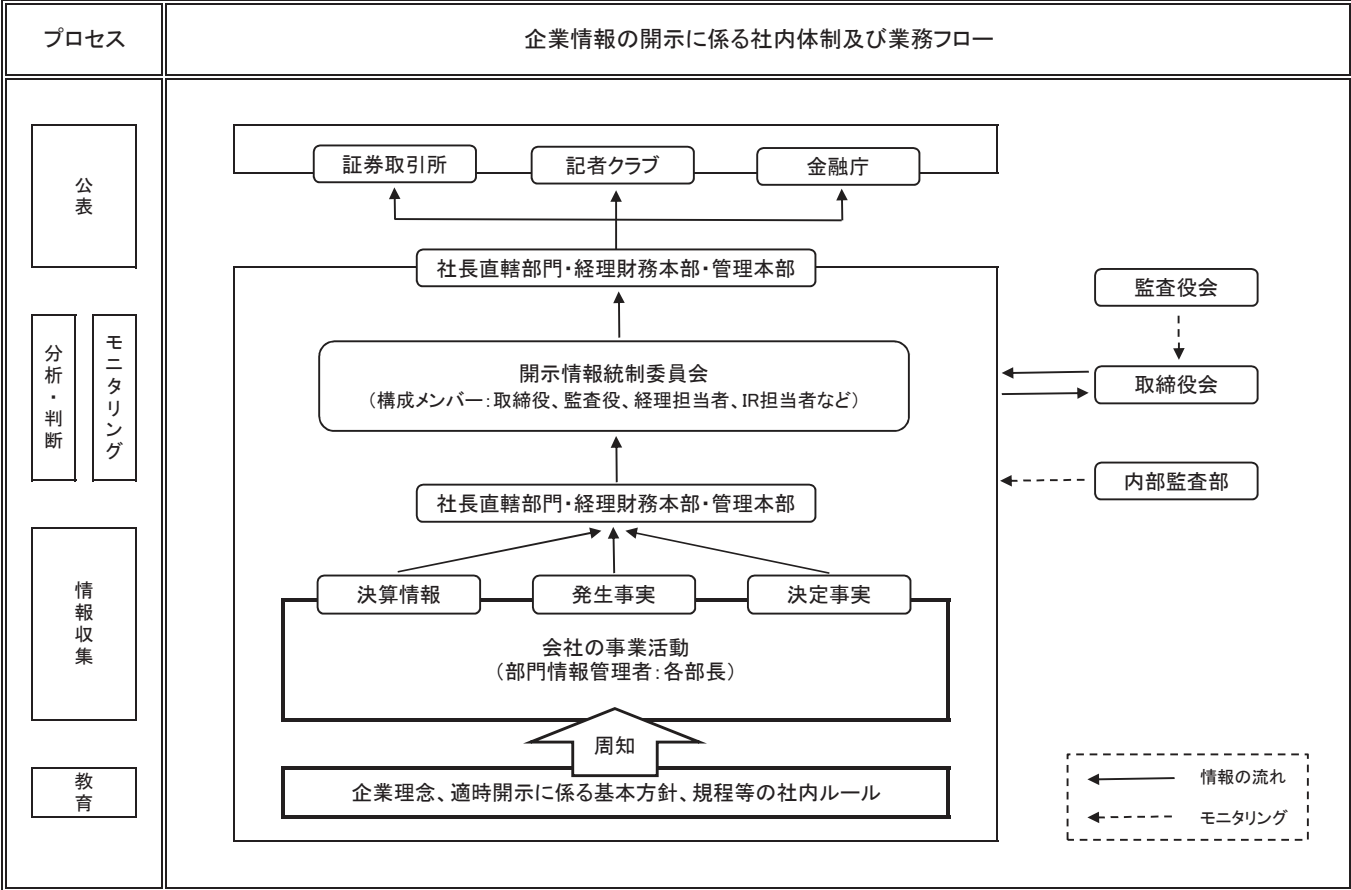 プロセス
企業情報の開示に係る社内体制及び業務フロー
公表
証券取引所
記者クラブ
金融庁
社長直轄部門・経理財務本部・管理本部
監査役会
分析・判断
モニタリング
開示情報統制委員会
（構成メンバー：取締役、監査役、経理担当者、IR担当者など）
取締役会
社長直轄部門・経理財務本部・管理本部
内部監査部
情報収集
決算情報
発生事実
決定事実
会社の事業活動
（部門情報管理者：各部長）
周知
教育
企業理念、適時開示に係る基本方針、規程等の社内ルール
情報の流れ
モニタリング